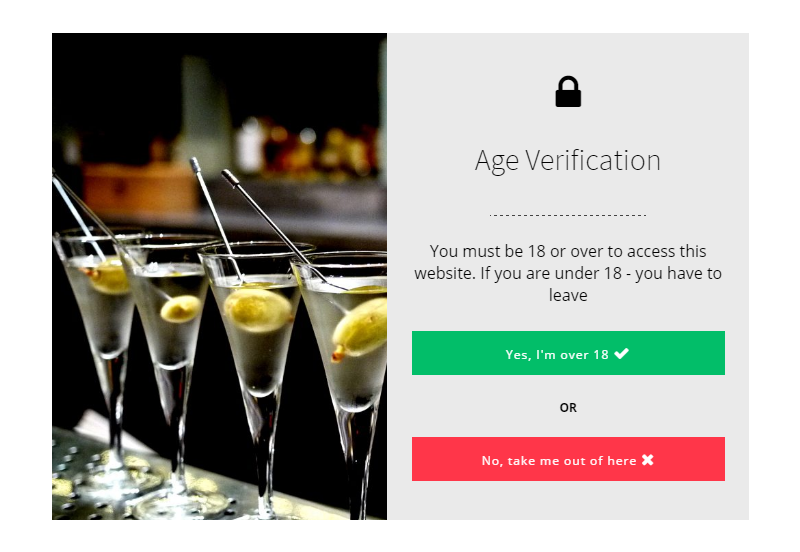 Age Verification
You must be 18 or over to access this
website. If you are under 18 - you have to
leave
Yes, I'm over 18
OR
No, take me out of here